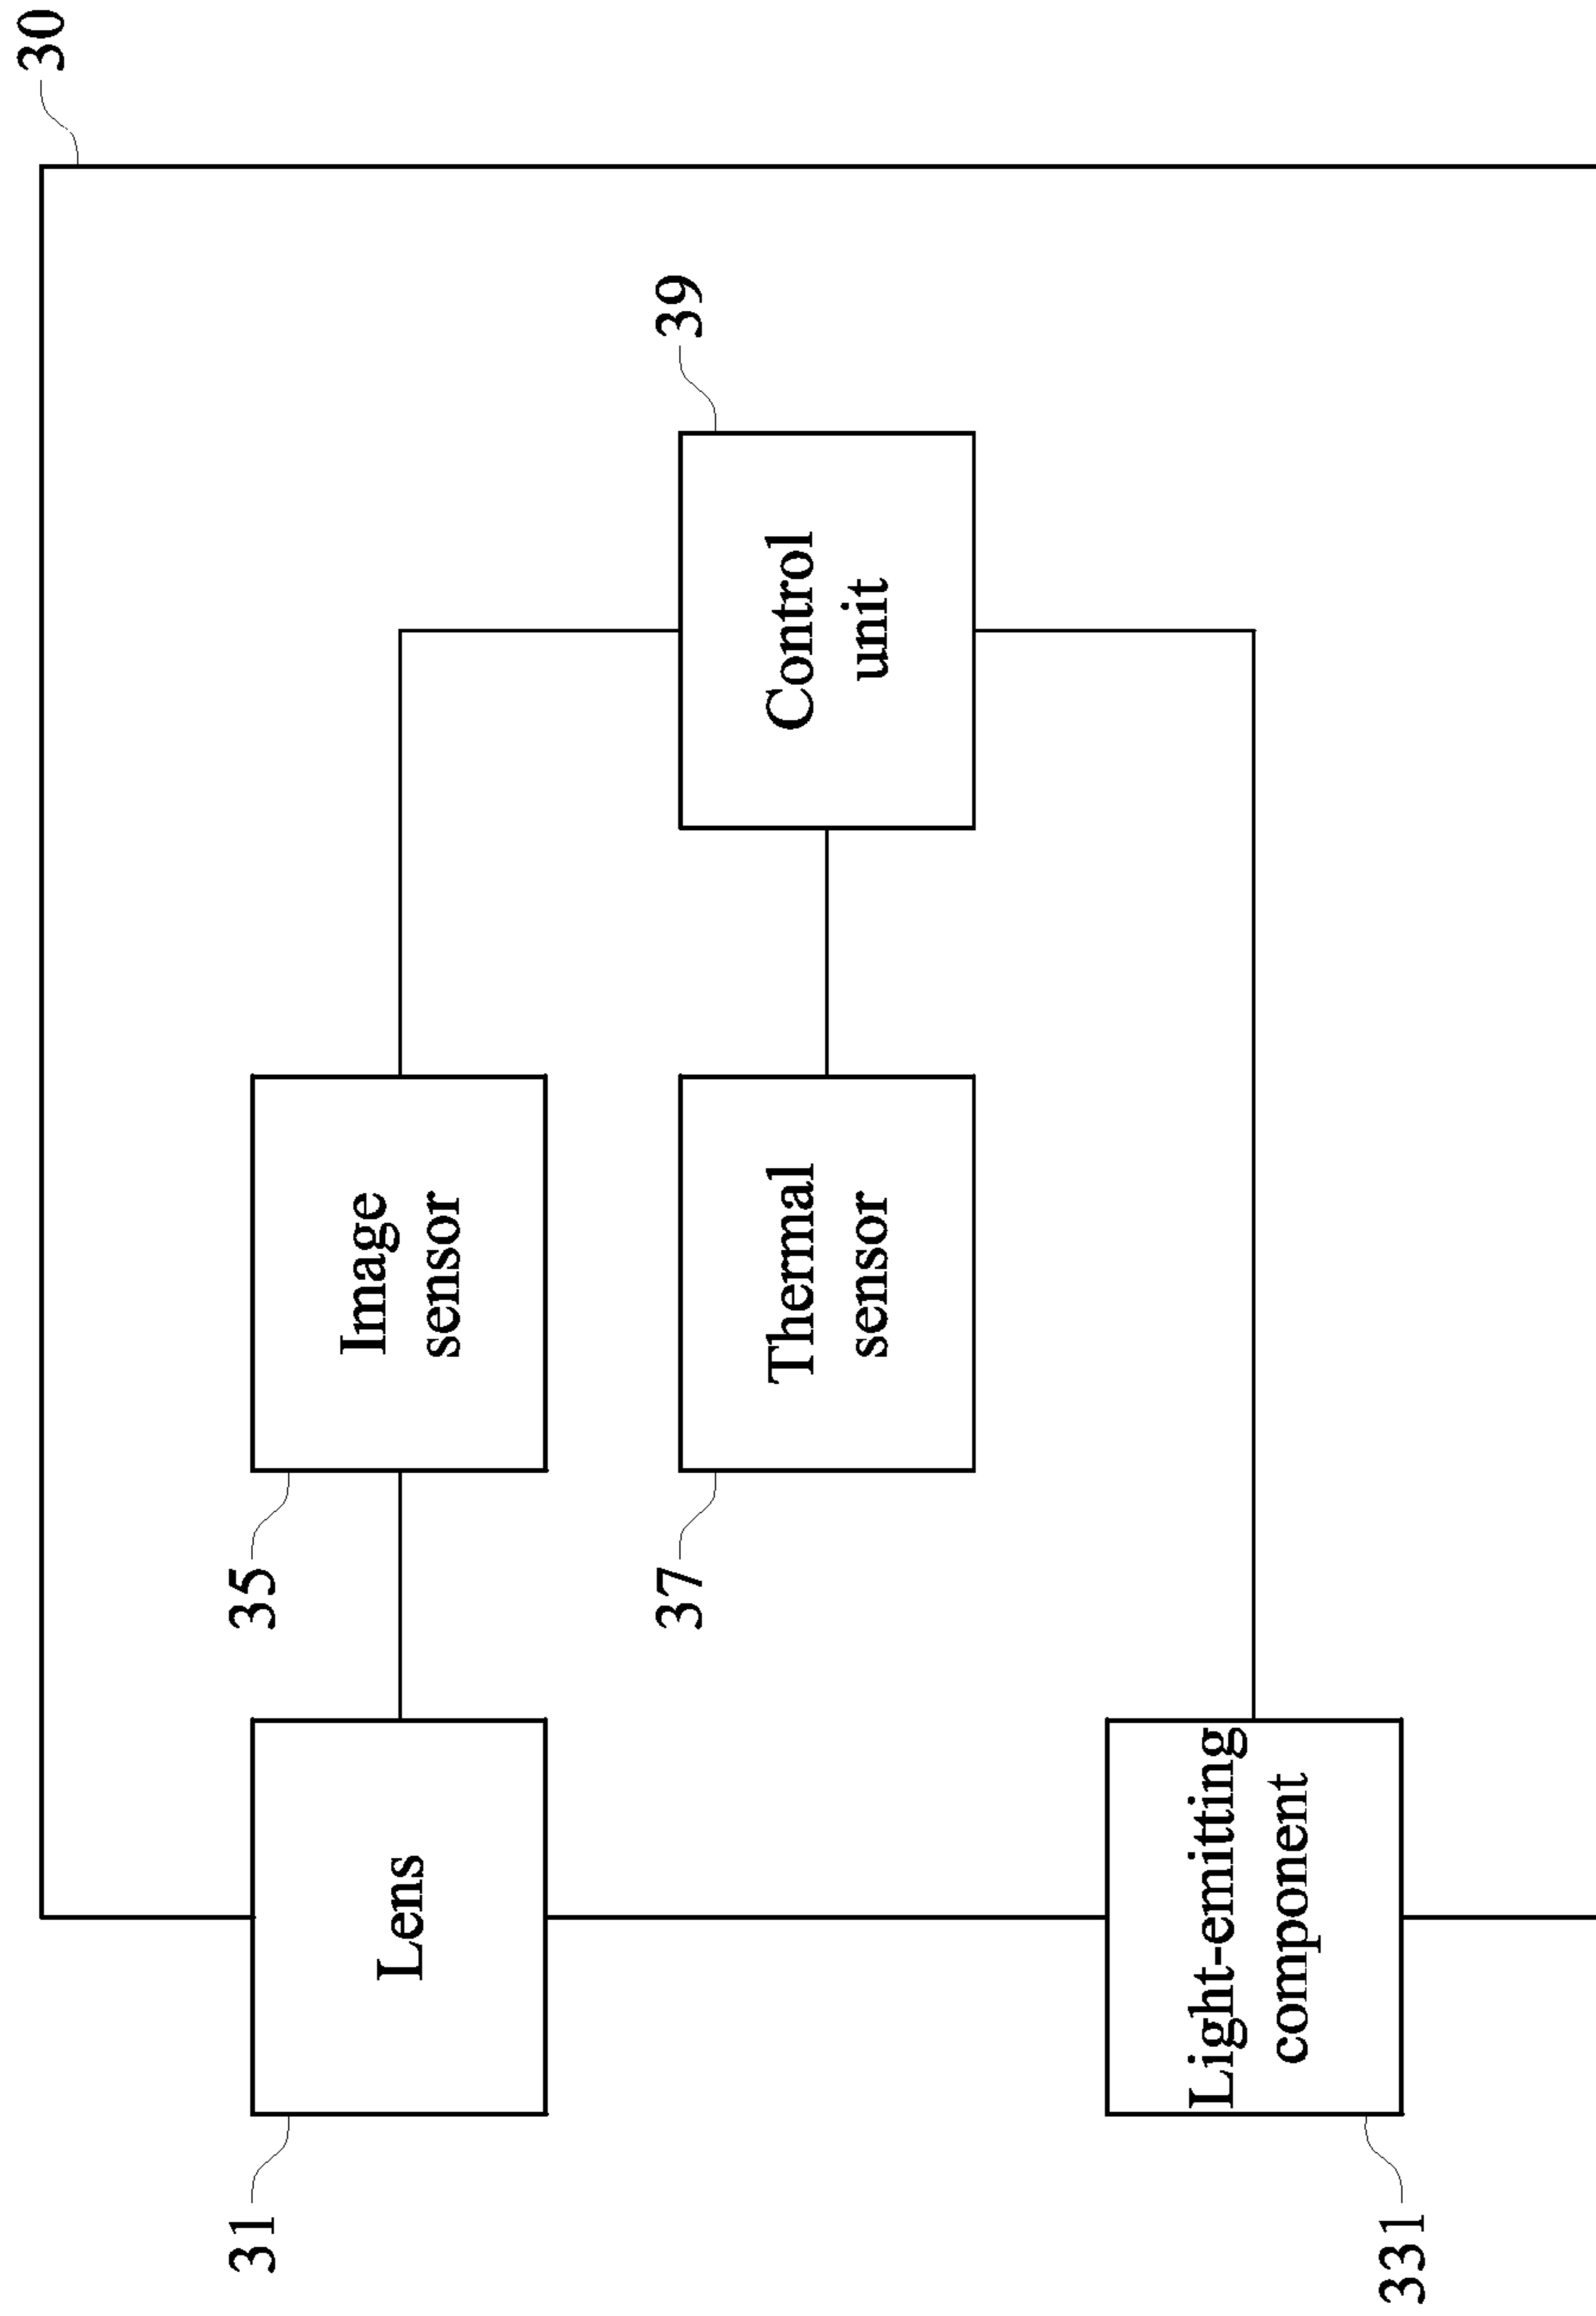 30
31
35
Lens
Image
sensor
37
39
Thermal
sensor
Control
unit
Light-emitting
component
331